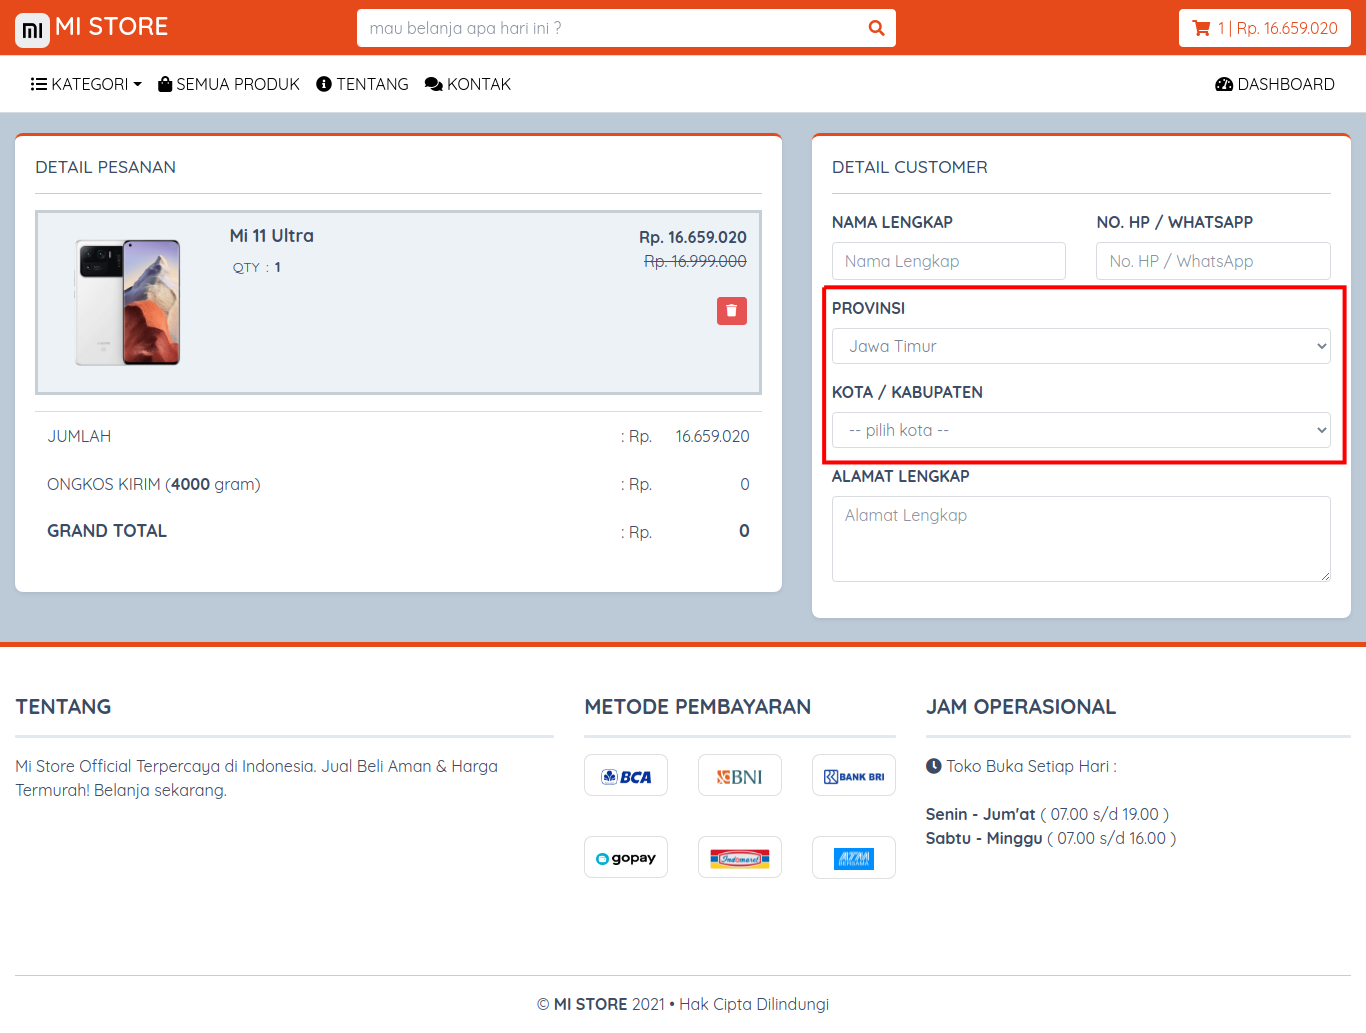 MI STORE
mau belanja apa hari ini ?
1 | Rp. 16.659.020
KATEGORI
SEMUA PRODUK
TENTANG
KONTAK
DASHBOARD
DETAIL PESANAN
Mi 11 Ultra
QTY : 1
Rp. 16.659.020
Rp. 16.999.000
JUMLAH : Rp. 16.659.020
ONGKOS KIRIM (4000 gram) : Rp. 0
GRAND TOTAL : Rp. 0
DETAIL CUSTOMER
NAMA LENGKAP
Nama Lengkap
NO. HP / WHATSAPP
No. HP / WhatsApp
PROVINSI
Jawa Timur
KOTA / KABUPATEN
-- pilih kota --
ALAMAT LENGKAP
Alamat Lengkap
TENTANG
Mi Store Official Terpercaya di Indonesia. Jual Beli Aman & Harga
Termurah! Belanja sekarang.
METODE PEMBAYARAN
BCA
BNI
BANK BRI
gopay
Indomaret
ATM
BERSAMA
JAM OPERASIONAL
Toko Buka Setiap Hari :
Senin - Jum'at ( 07.00 s/d 19.00 )
Sabtu - Minggu ( 07.00 s/d 16.00 )
© MI STORE 2021 • Hak Cipta Dilindungi